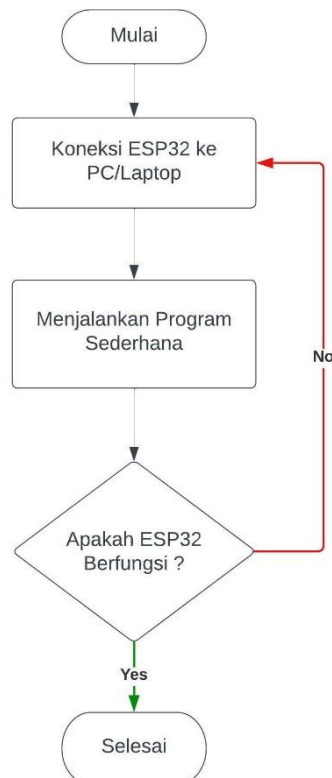 Mulai
Koneksi ESP32 ke
PC/Laptop
Menjalankan Program
Sederhana
No
Apakah ESP32
Berfungsi ?
Yes
Selesai